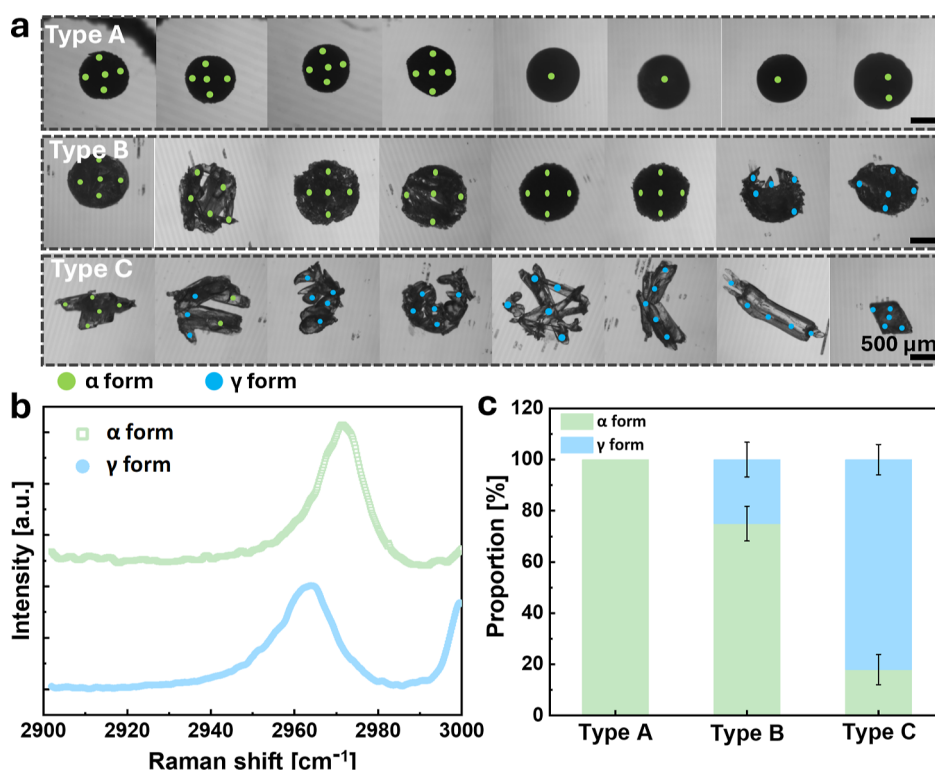 a
Type A
Type B
Type C
500 μm
α form
γ form
b
α form
γ form
Intensity [a.u.]
2900
2920
2940
2960
2980
3000
Raman shift [cm⁻¹]
c
α form
γ form
Proportion [%]
120
100
80
60
40
20
0
Type A
Type B
Type C